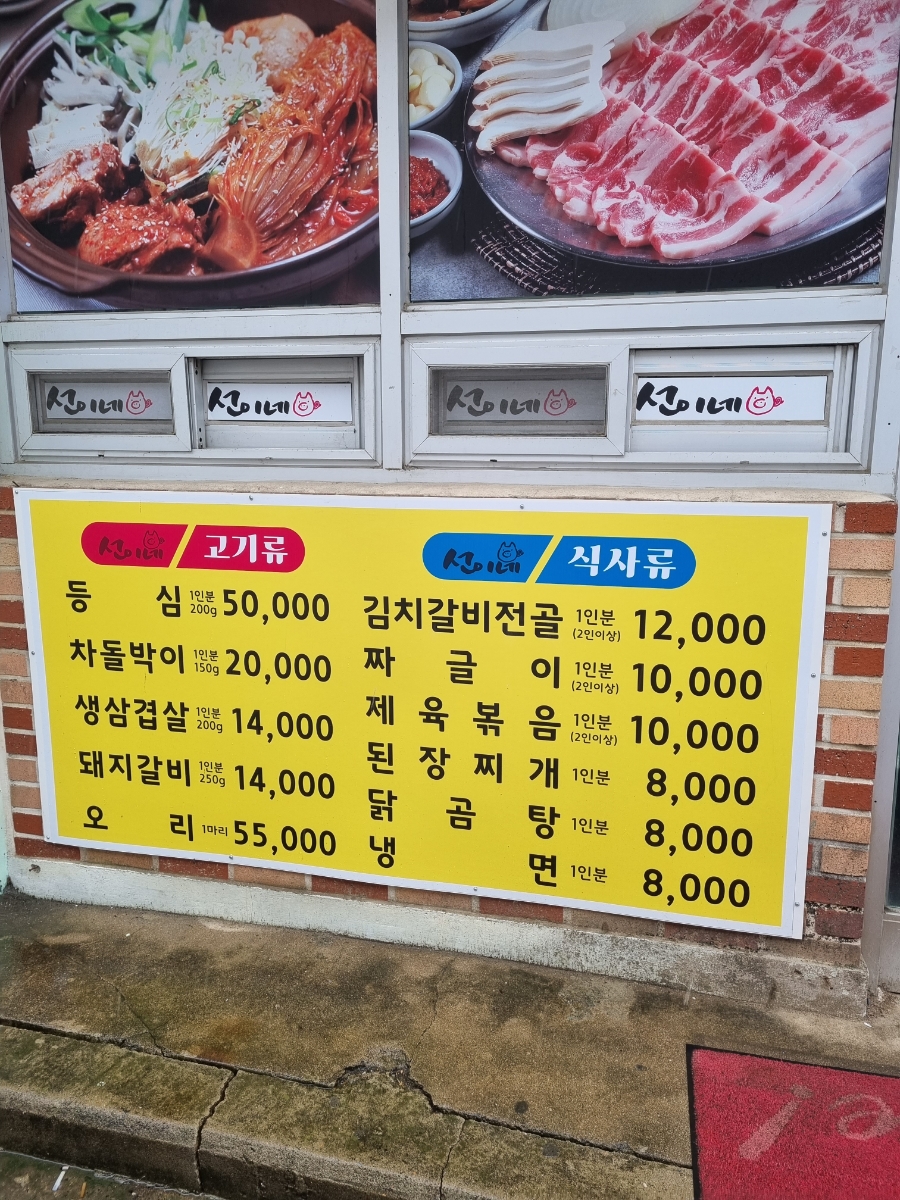 선이네 선이네 선이네 선이네
선이네 고기류
등심 1인분 200g 50,000
차돌박이 1인분 150g 20,000
생삼겹살 1인분 200g 14,000
돼지갈비 1인분 250g 14,000
오리 1마리 55,000
선이네 식사류
김치갈비전골 1인분 (2인이상) 12,000
짜글이 1인분 (2인이상) 10,000
제육볶음 1인분 (2인이상) 10,000
된장찌개 1인분 8,000
닭곰탕 1인분 8,000
냉면 1인분 8,000